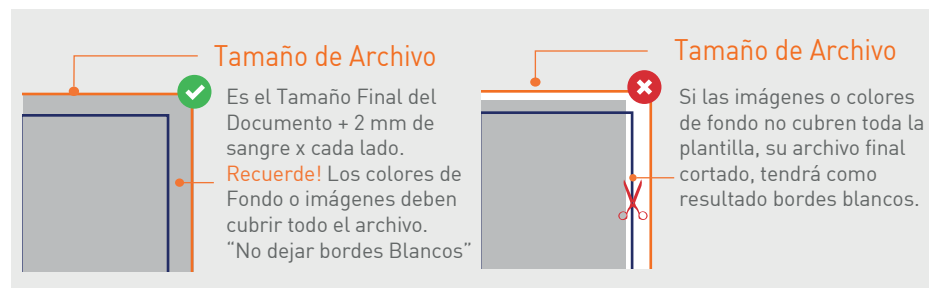 Tamaño de Archivo
Es el Tamaño Final del
Documento + 2 mm de
sangre x cada lado.
Recuerde! Los colores de
Fondo o imágenes deben
cubrir todo el archivo.
“No dejar bordes Blancos”
Tamaño de Archivo
Si las imágenes o colores
de fondo no cubren toda la
plantilla, su archivo final
cortado, tendrá como
resultado bordes blancos.